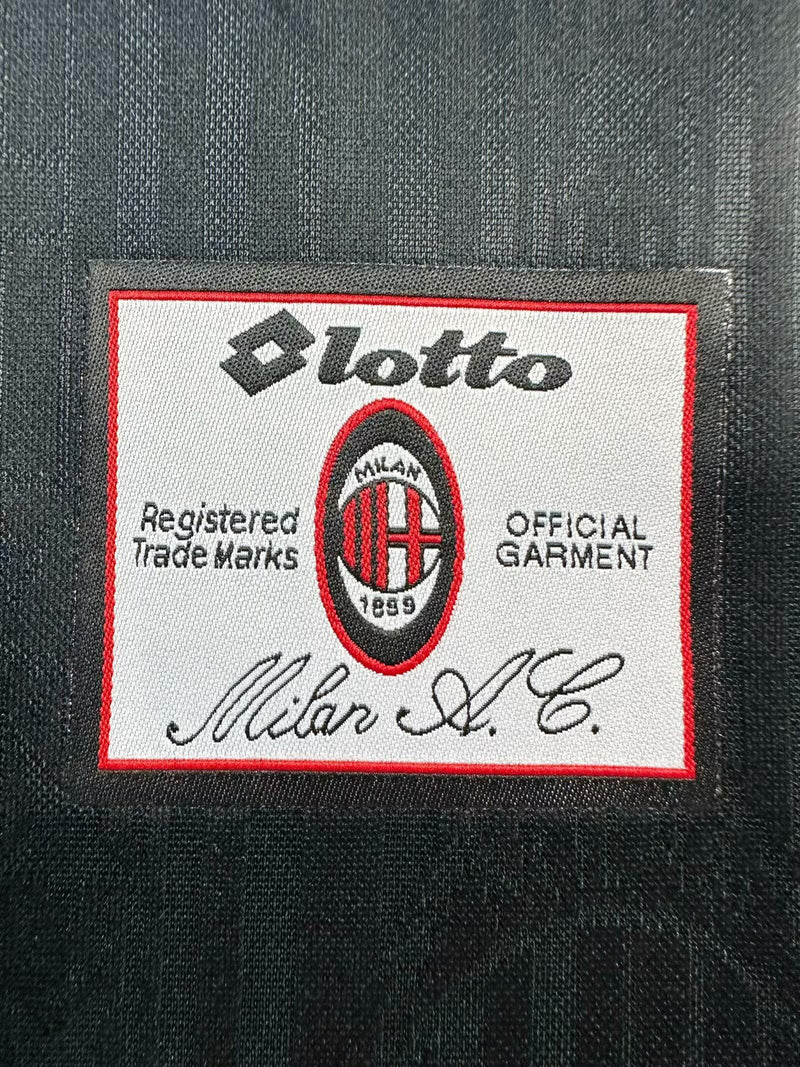 lotto
MILAN
Registered
Trade Marks
OFFICIAL
GARMENT
1899
Milan A.C.